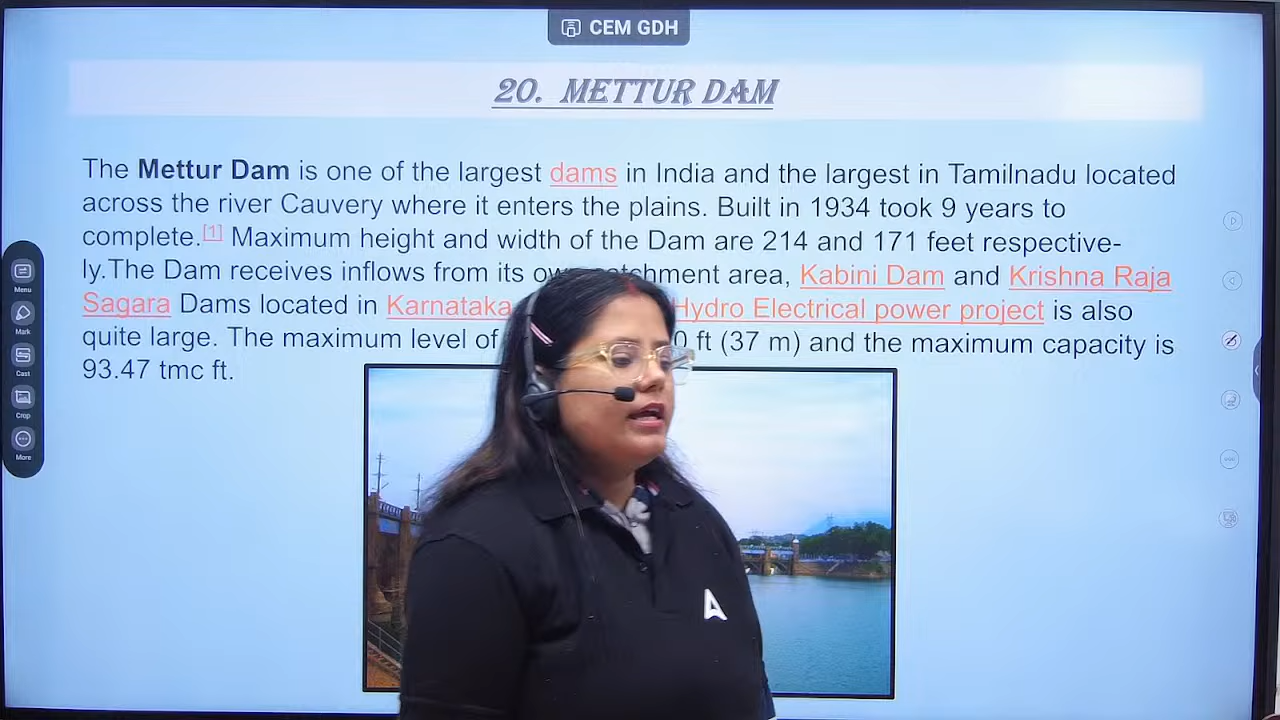 CEM GDH
20. METTUR DAM
The Mettur Dam is one of the largest dams in India and the largest in Tamilnadu located
across the river Cauvery where it enters the plains. Built in 1934 took 9 years to
complete.[1] Maximum height and width of the Dam are 214 and 171 feet respective-
ly.The Dam receives inflows from its catchment area, Kabini Dam and Krishna Raja
Sagara Dams located in Karnataka Hydro Electrical power project is also
quite large. The maximum level of 0 ft (37 m) and the maximum capacity is
93.47 tmc ft.
Menu
Mark
Cast
Crop
More
A